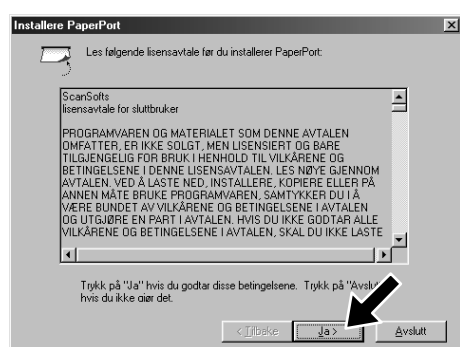 Installere PaperPort
Les følgende lisensavtale før du installerer PaperPort:
ScanSofts
lisensavtale for sluttbruker
PROGRAMVAREN OG MATERIALET SOM DENNE AVTALEN
OMFATTER, ER IKKE SOLGT, MEN LISENSIERT OG BARE
TILGJENGELIG FOR BRUK I HENHOLD TIL VILKÅRENE OG
BETINGELSENE I DENNE LISENSAVTALEN. LES NØYE GJENNOM
AVTALEN. VED Å LASTE NED, INSTALLERE, KOPIERE ELLER PÅ
ANNEN MÅTE BRUKE PROGRAMVAREN, SAMTYKKER DU I Å
VÆRE BUNDET AV VILKÅRENE OG BETINGELSENE I AVTALEN
OG UTGJØRE EN PART I AVTALEN. HVIS DU IKKE GODTAR ALLE
VILKÅRENE OG BETINGELSENE I AVTALEN, SKAL DU IKKE LASTE
Trykk på "Ja" hvis du godtar disse betingelsene. Trykk på "Avslut
hvis du ikke gjør det.
< Tilbake Ja > Avslutt